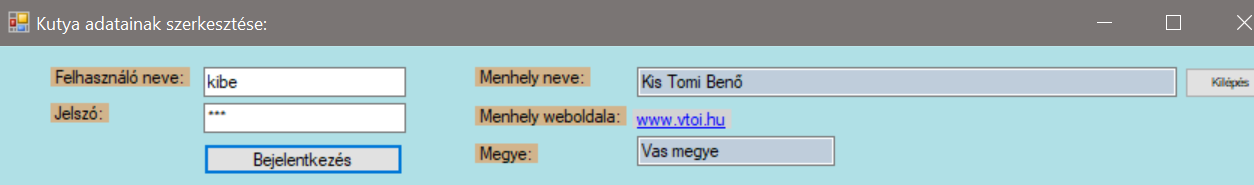 Kutya adatainak szerkesztése:
Felhasználó neve: kibe
Jelszó: ***
Bejelentkezés
Menhely neve: Kis Tomi Benő
Kilépés
Menhely weboldala: www.vtoi.hu
Megye: Vas megye